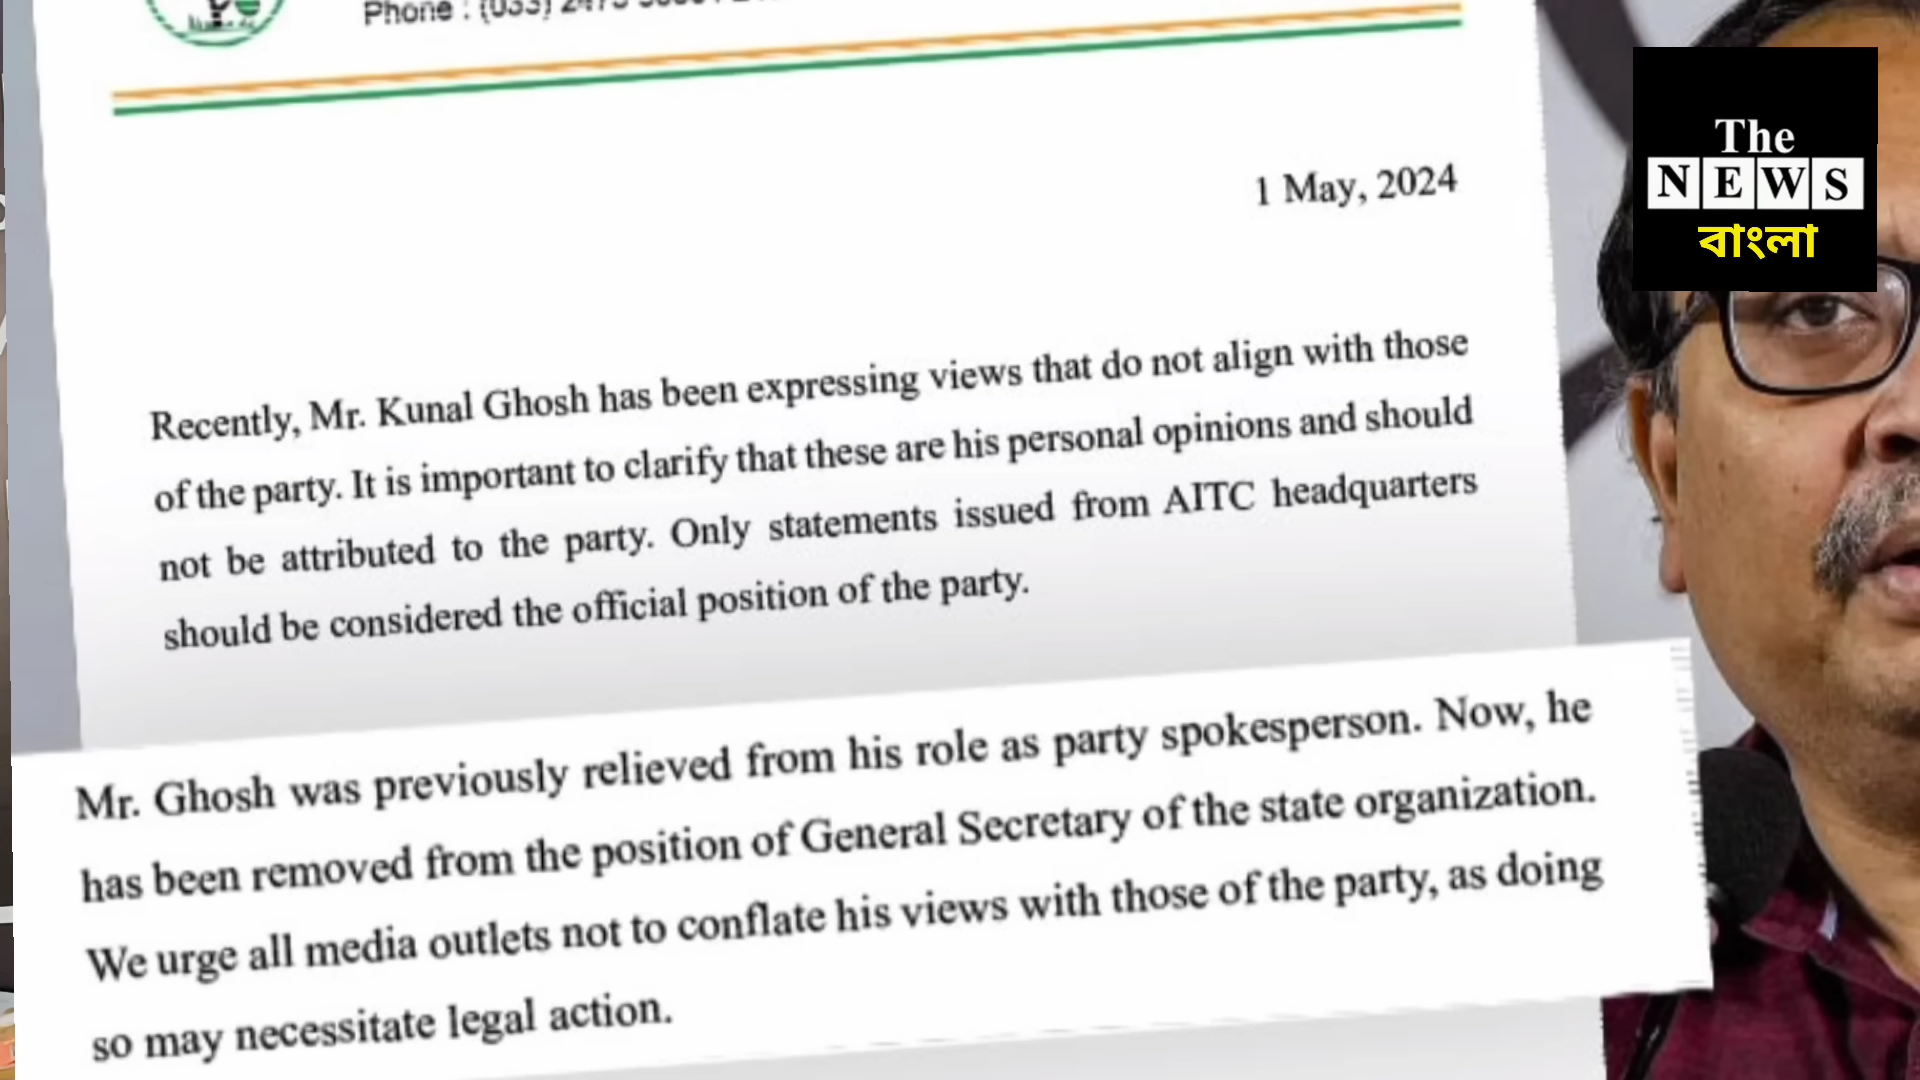 Phone : (033)
1 May, 2024
The
NEWS
বাংলা
Recently, Mr. Kunal Ghosh has been expressing views that do not align with those
of the party. It is important to clarify that these are his personal opinions and should
not be attributed to the party. Only statements issued from AITC headquarters
should be considered the official position of the party.
Mr. Ghosh was previously relieved from his role as party spokesperson. Now, he
has been removed from the position of General Secretary of the state organization.
We urge all media outlets not to conflate his views with those of the party, as doing
so may necessitate legal action.